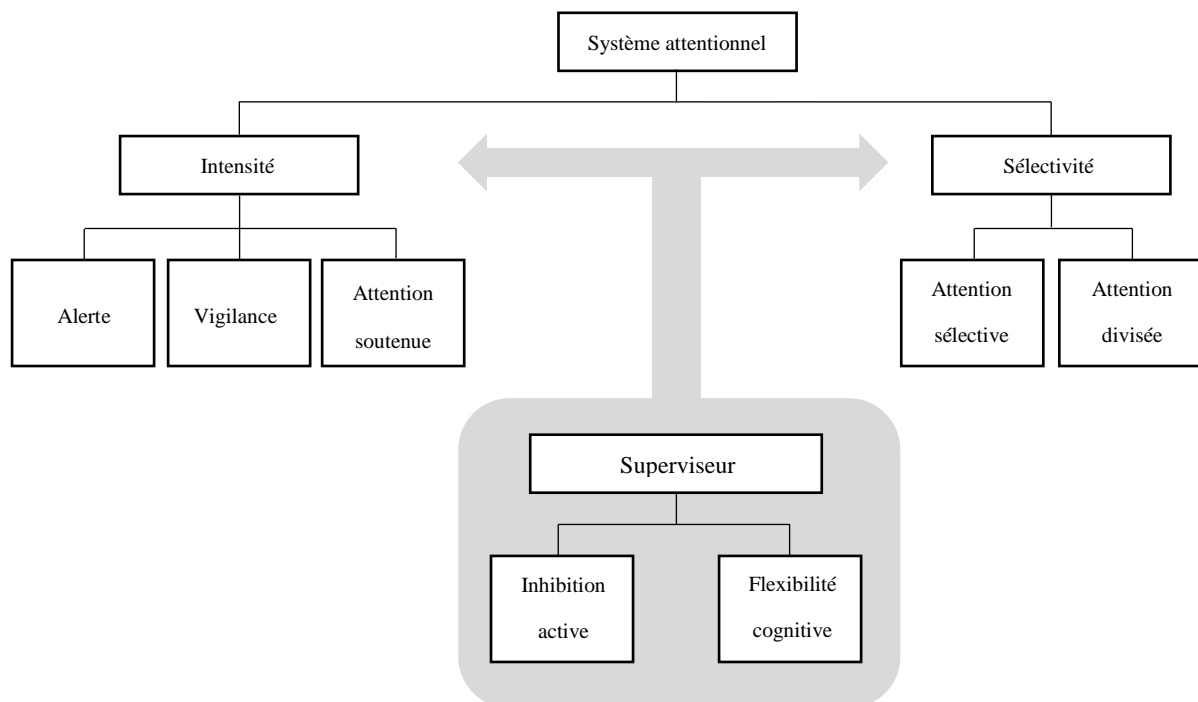 Système attentionnel
Intensité
Sélectivité
Alerte
Vigilance
Attention
soutenue
Attention
sélective
Attention
divisée
Superviseur
Inhibition
active
Flexibilité
cognitive